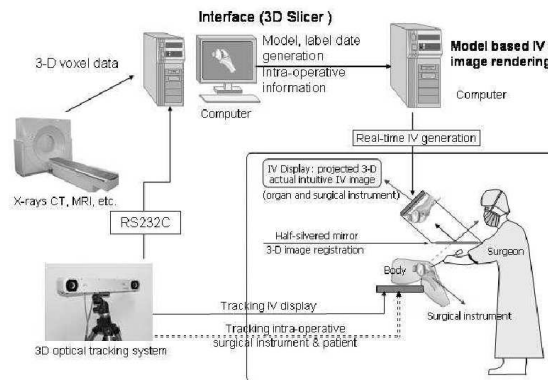 Interface (3D Slicer )
3-D voxel data
Model, label date
generation
Intra-operative
information
Computer
Model based IV
image rendering
Computer
Real-time IV generation
X-rays CT, MRI, etc.
RS232C
IV Display: projected 3-D
actual intuitive IV image
(organ and surgical instrument)
Half-silvered mirror
3-D image registration
Surgeon
Body
Surgical instrument
Tracking IV display
Tracking intra-operative
surgical instrument & patient
3D optical tracking system